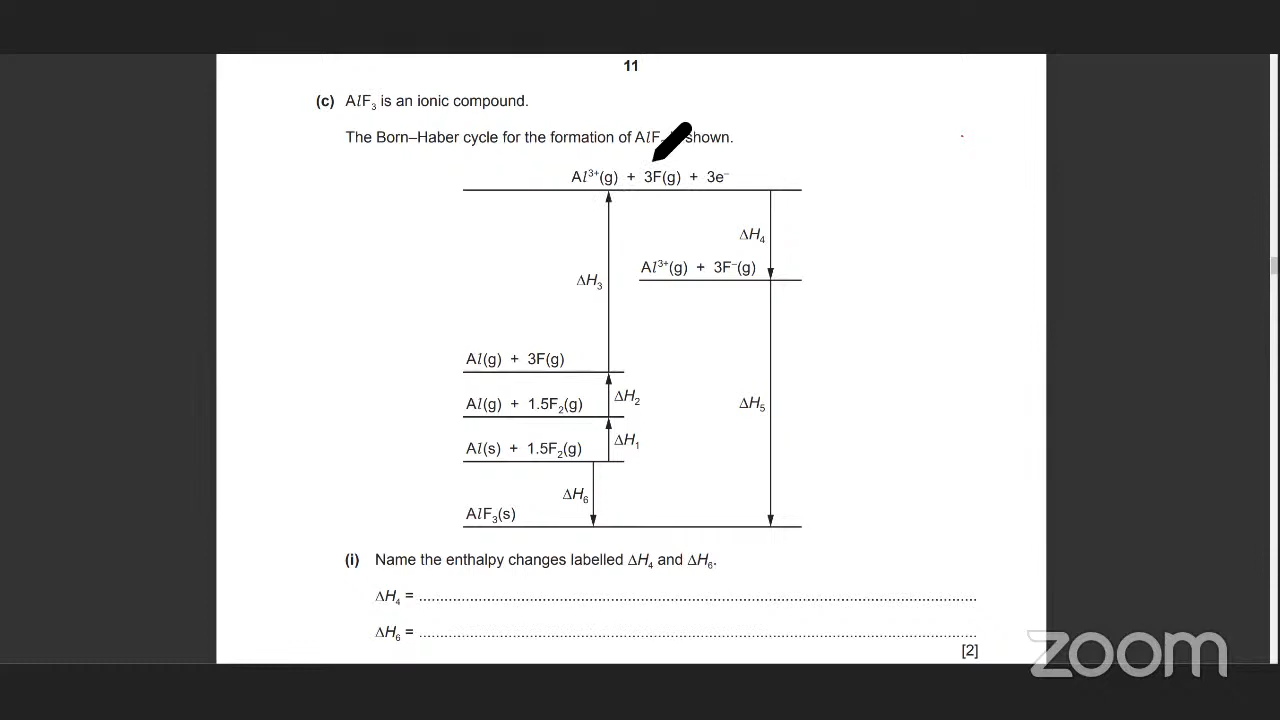 11
(c) AlF₃ is an ionic compound.
The Born–Haber cycle for the formation of AlF shown.
Al³⁺(g) + 3F(g) + 3e⁻
ΔH₄
Al³⁺(g) + 3F⁻(g)
ΔH₃
Al(g) + 3F(g)
ΔH₂
Al(g) + 1.5F₂(g)
ΔH₅
ΔH₁
Al(s) + 1.5F₂(g)
ΔH₆
AlF₃(s)
(i) Name the enthalpy changes labelled ΔH₄ and ΔH₆.
ΔH₄ = ........................................................................
ΔH₆ = ........................................................................
[2]
zoom